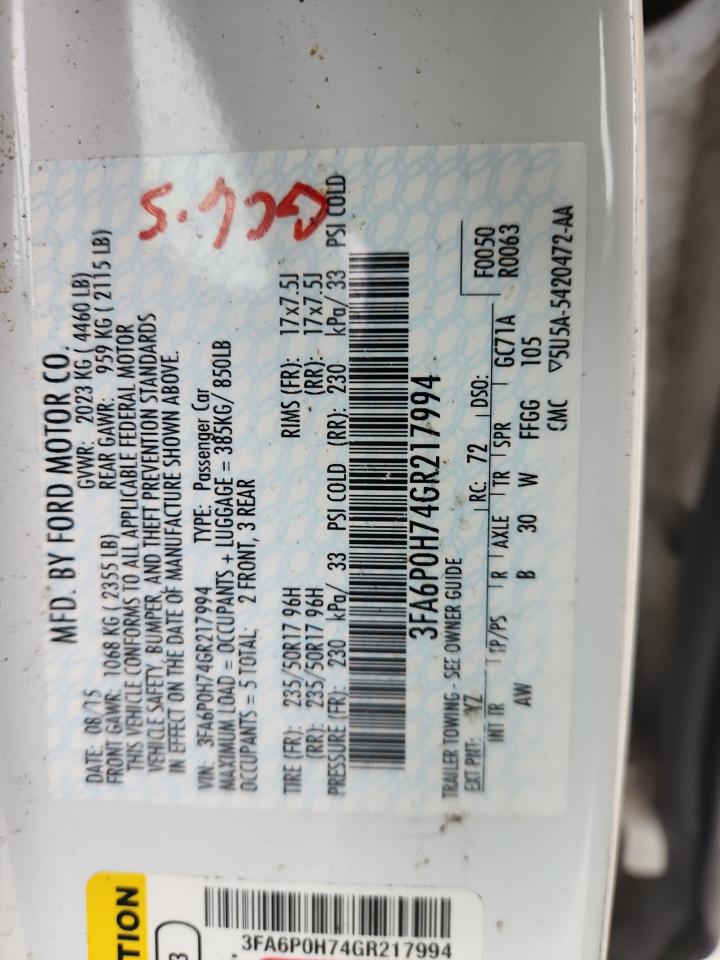 MFD. BY FORD MOTOR CO.
DATE: 08/15 GVWR: 2023 KG ( 4460 LB)
FRONT GAWR: 1068 KG ( 2355 LB) REAR GAWR: 959 KG ( 2115 LB)
THIS VEHICLE CONFORMS TO ALL APPLICABLE FEDERAL MOTOR
VEHICLE SAFETY, BUMPER, AND THEFT PREVENTION STANDARDS
IN EFFECT ON THE DATE OF MANUFACTURE SHOWN ABOVE.
VIN: 3FA6P0H74GR217994 TYPE: Passenger Car
MAXIMUM LOAD = OCCUPANTS + LUGGAGE = 385KG/ 850LB
OCCUPANTS = 5 TOTAL, 2 FRONT, 3 REAR
TIRE (FR): 235/50R17 96H RIMS (FR): 17x7.5J
(RR): 235/50R17 96H (RR): 17x7.5J
PRESSURE (FR): 230 kPa/ 33 PSI COLD (RR): 230 kPa/ 33 PSI COLD
3FA6P0H74GR217994
TRAILER TOWING - SEE OWNER GUIDE
F0050
EXT PNT: YZ RC: 72 DSO: R0063
INT TR TP/PS R AXLE TR SPR GC71A
AW B 30 W FFGG 105
CMC ▽5U5A-5420472-AA
TION
3
3FA6P0H74GR217994